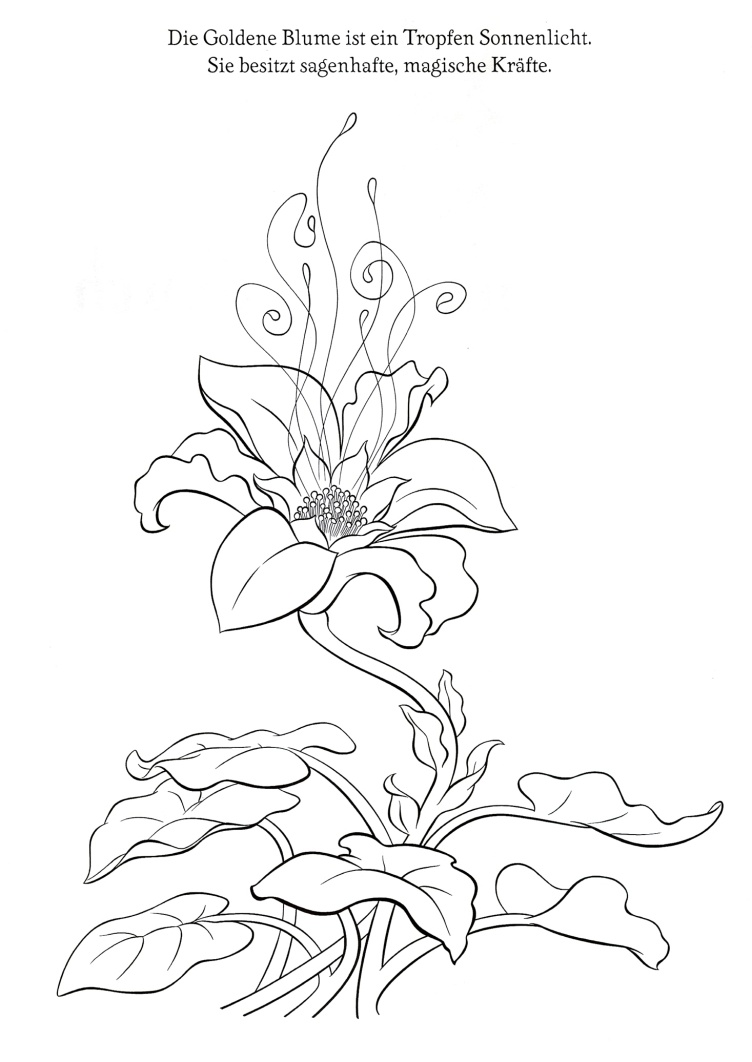 Die Goldene Blume ist ein Tropfen Sonnenlicht.
Sie besitzt sagenhafte, magische Kräfte.